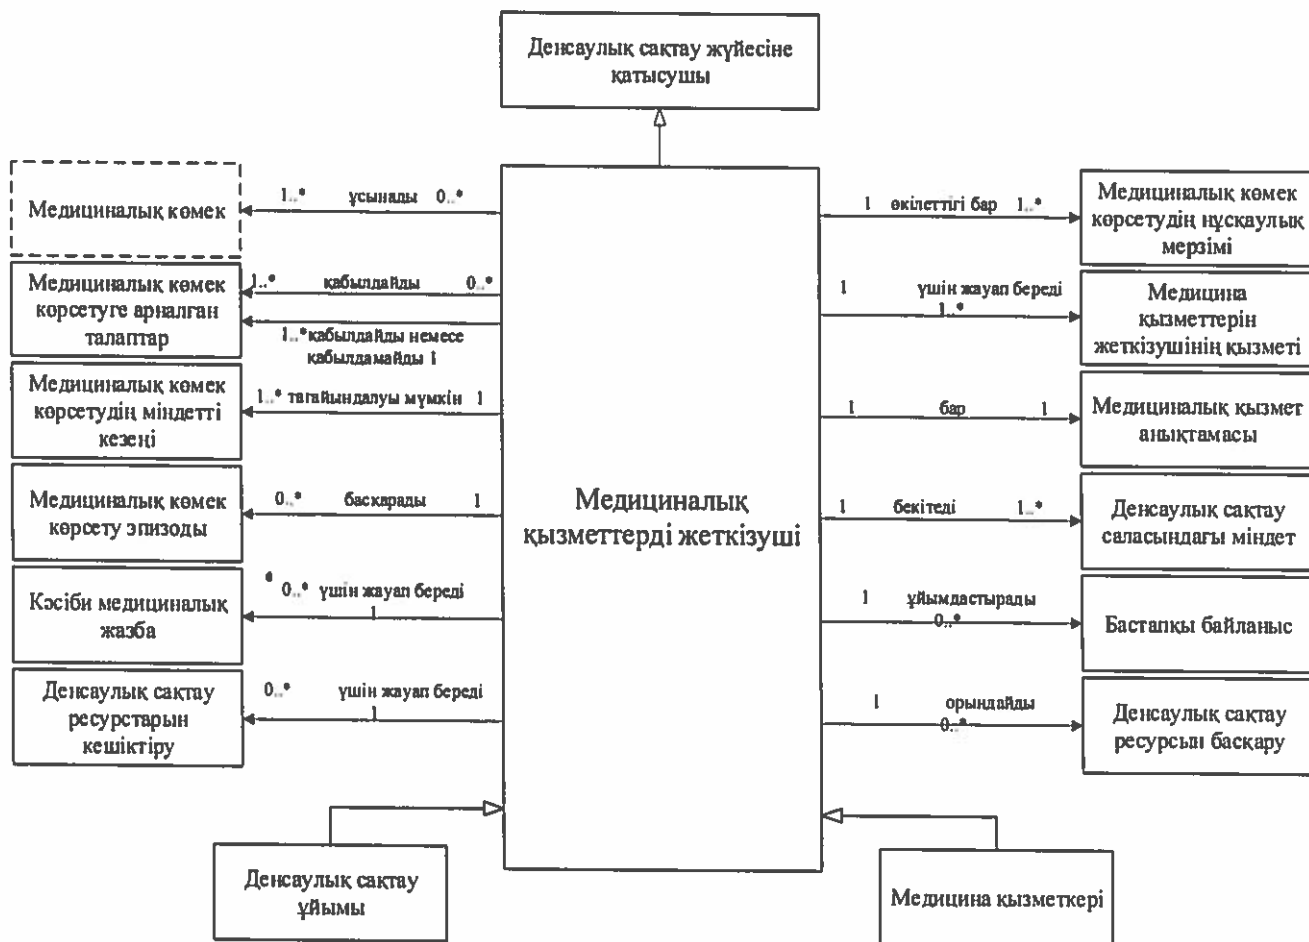 Денсаулық сақтау жүйесіне
қатысушы
Медициналық көмек
1..* ұсынады 0..*
Медициналық көмек
көрсетуге арналған
талаптар
1..* қабылдайды 0..*
1..*қабылдайды немесе
қабылдамайды 1
Медициналық көмек
көрсетудің міндетті
кезеңі
1..* тағайындалуы мүмкін 1
Медициналық көмек
көрсету эпизоды
0..* басқарады 1
Кәсіби медициналық
жазба
0..* үшін жауап береді
1
Денсаулық сақтау
ресурстарын
кешіктіру
0..* үшін жауап береді
1
Медициналық
қызметтерді жеткізуші
1 өкілеттігі бар 1..*
Медициналық көмек
көрсетудің нұсқаулық
мерзімі
1 үшін жауап береді
1..*
Медицина
қызметтерін
жеткізушінің қызметі
1 бар 1
Медициналық қызмет
анықтамасы
1 бекітеді 1..*
Денсаулық сақтау
саласындағы міндет
1 ұйымдастырады
0..*
Бастапқы байланыс
1 орындайды
0..*
Денсаулық сақтау
ресурсын басқару
Денсаулық сақтау
ұйымы
Медицина қызметкері